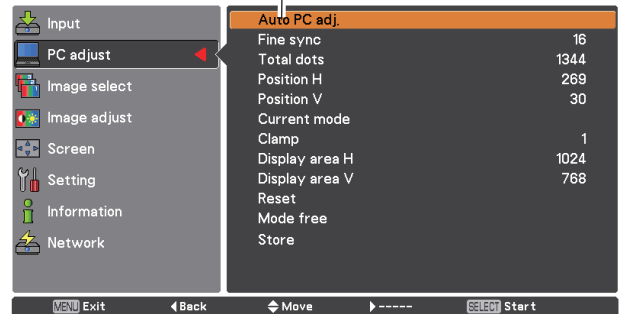 Input
PC adjust
Image select
Image adjust
Screen
Setting
Information
Network
Auto PC adj.
Fine sync 16
Total dots 1344
Position H 269
Position V 30
Current mode
Clamp 1
Display area H 1024
Display area V 768
Reset
Mode free
Store
MENU Exit Back Move ----- SELECT Start